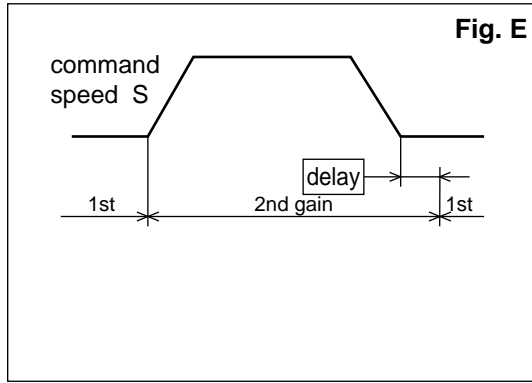 Fig. E
command
speed S
delay
1st 2nd gain 1st